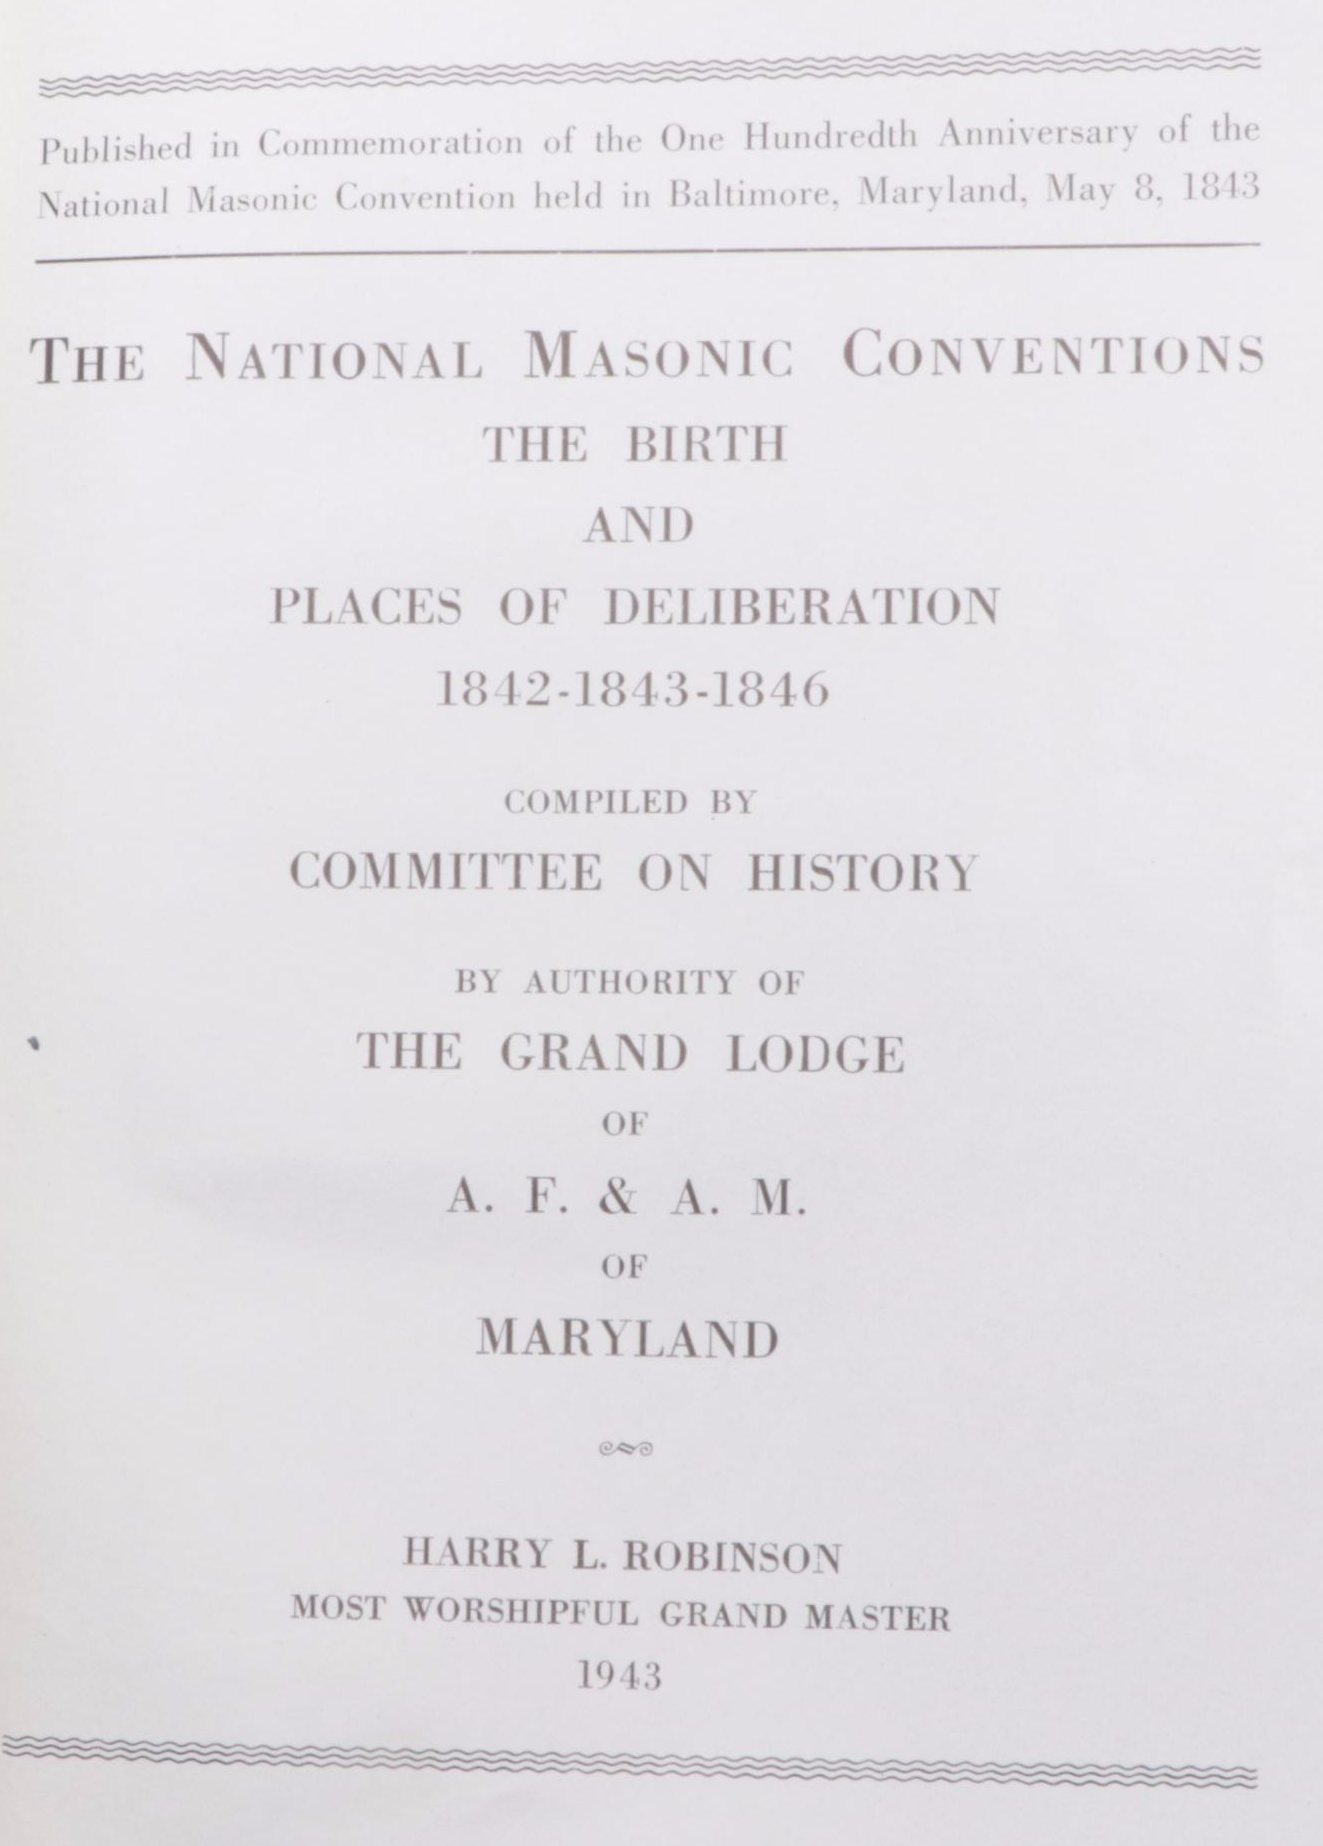 Published in Commemoration of the One Hundredth Anniversary of the
National Masonic Convention held in Baltimore, Maryland, May 8, 1843
THE NATIONAL MASONIC CONVENTIONS
THE BIRTH
AND
PLACES OF DELIBERATION
1842-1843-1846
COMPILED BY
COMMITTEE ON HISTORY
BY AUTHORITY OF
THE GRAND LODGE
OF
A. F. & A. M.
OF
MARYLAND
HARRY L. ROBINSON
MOST WORSHIPFUL GRAND MASTER
1943